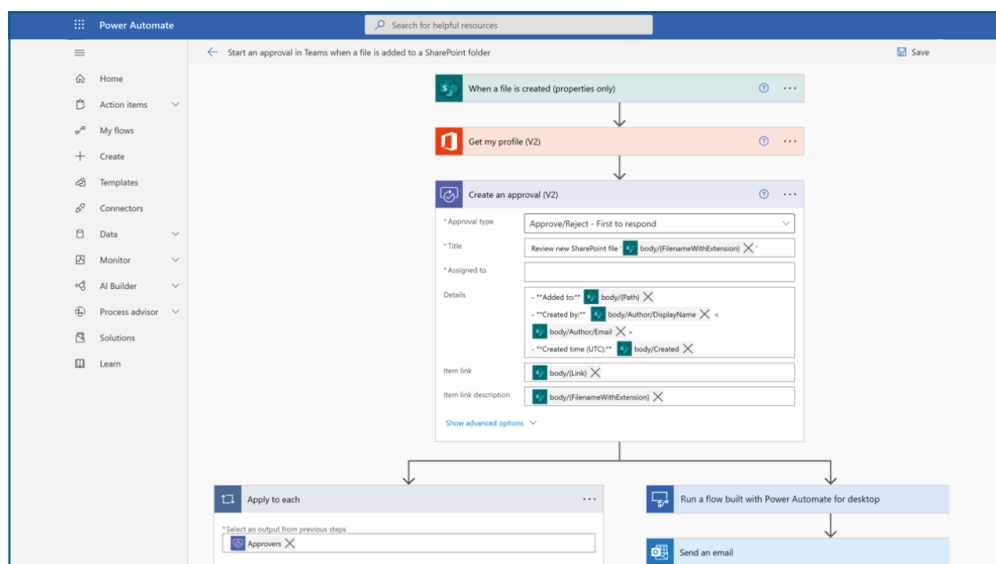 Power Automate
Search for helpful resources
Start an approval in Teams when a file is added to a SharePoint folder
Save
Home
Action items
My flows
Create
Templates
Connectors
Data
Monitor
AI Builder
Process advisor
Solutions
Learn
When a file is created (properties only)
Get my profile (V2)
Create an approval (V2)
* Approval type
Approve/Reject - First to respond
* Title
Review new SharePoint file ' body/{FilenameWithExtension} '
* Assigned to
Details
- **Added to:** body/{Path}
- **Created by:** body/Author/DisplayName <
body/Author/Email >
- **Created time (UTC):** body/Created
Item link
body/{Link}
Item link description
body/{FilenameWithExtension}
Show advanced options
Apply to each
* Select an output from previous steps
Approvers
Run a flow built with Power Automate for desktop
Send an email